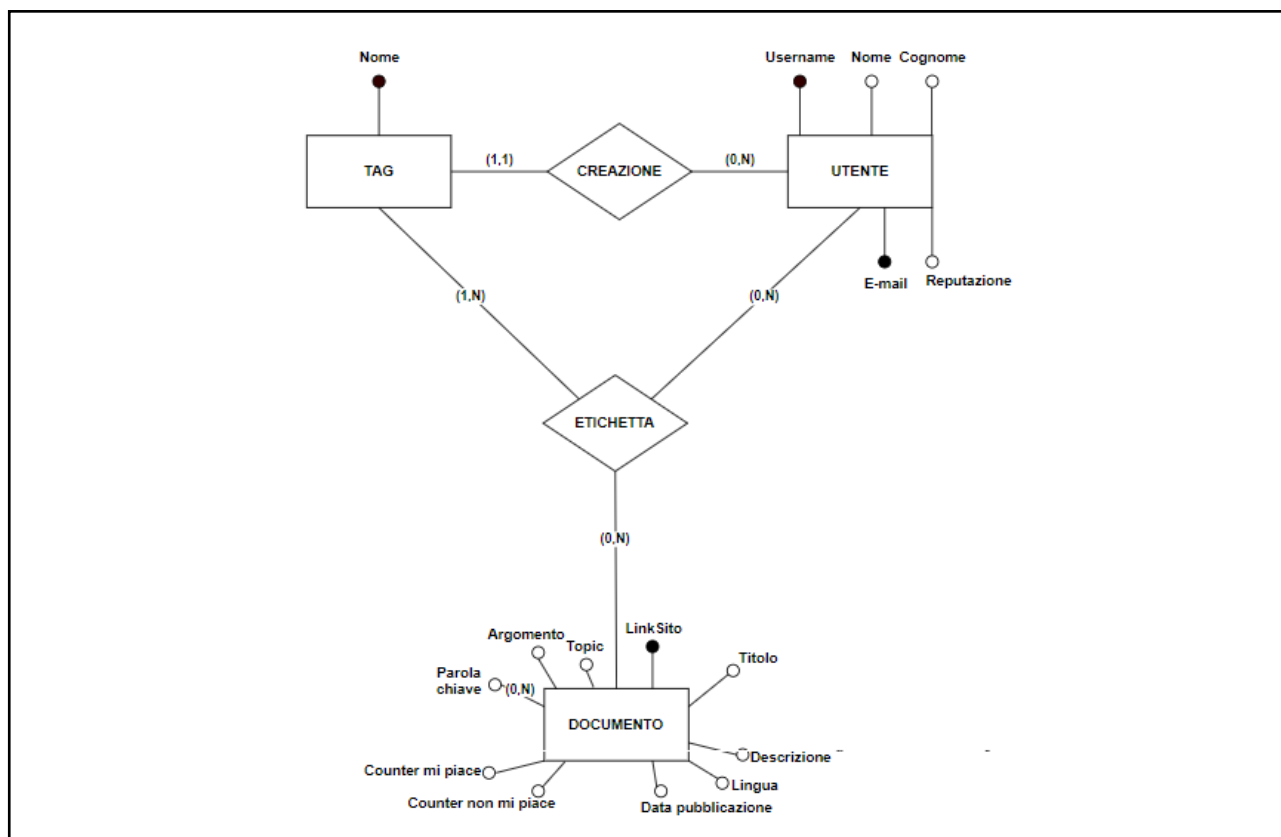 Nome
Username
Nome
Cognome
TAG
(1,1)
CREAZIONE
(0,N)
UTENTE
E-mail
Reputazione
(1,N)
(0,N)
ETICHETTA
(0,N)
Argomento
Topic
LinkSito
Titolo
Parola
chiave
(0,N)
DOCUMENTO
Descrizione
Counter mi piace
Lingua
Counter non mi piace
Data pubblicazione